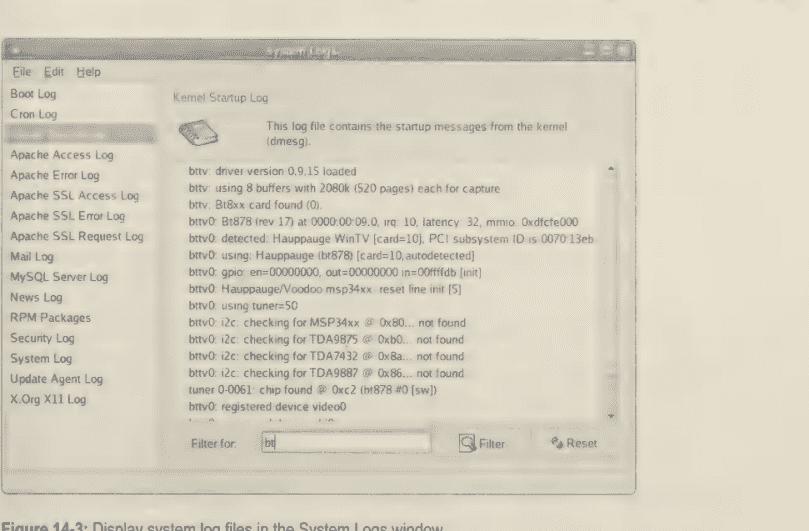 System Logs
File Edit Help
Boot Log
Cron Log
Apache Access Log
Apache Error Log
Apache SSL Access Log
Apache SSL Error Log
Apache SSL Request Log
Mail Log
MySQL Server Log
News Log
RPM Packages
Security Log
System Log
Update Agent Log
X.Org X11 Log
Kernel Startup Log
This log file contains the startup messages from the kernel
(dmesg).
bttv: driver version 0.9.15 loaded
bttv: using 8 buffers with 2080k (520 pages) each for capture
bttv: Bt8xx card found (0).
bttv0: Bt878 (rev 17) at 0000:00:09.0, irq: 10, latency: 32, mmio: 0xdfcfe000
bttv0: detected: Hauppauge WinTV [card=10], PCI subsystem ID is 0070:13eb
bttv0: using: Hauppauge (bt878) [card=10,autodetected]
bttv0: gpio: en=00000000, out=00000000 in=00ffffdb [init]
bttv0: Hauppauge/Voodoo msp34xx: reset line init [5]
bttv0: using tuner=50
bttv0: i2c: checking for MSP34xx @ 0x80... not found
bttv0: i2c: checking for TDA9875 @ 0xb0... not found
bttv0: i2c: checking for TDA7432 @ 0x8a... not found
bttv0: i2c: checking for TDA9887 @ 0x86... not found
tuner 0-0061: chip found @ 0xc2 (bt878 #0 [sw])
bttv0: registered device video0
Filter for: bt Filter Reset
Figure 14-3: Display system log files in the System Logs window